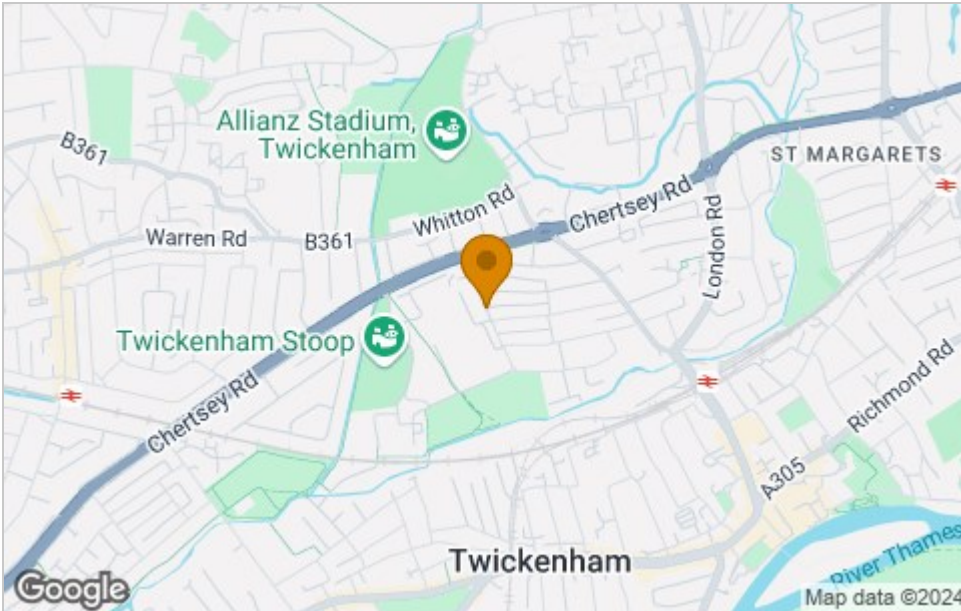 Allianz Stadium,
Twickenham
B361
ST MARGARETS
Whitton Rd
Chertsey Rd
Warren Rd
B361
London Rd
Twickenham Stoop
Chertsey Rd
Richmond Rd
A305
Twickenham
River Thames
Google
Map data ©2024